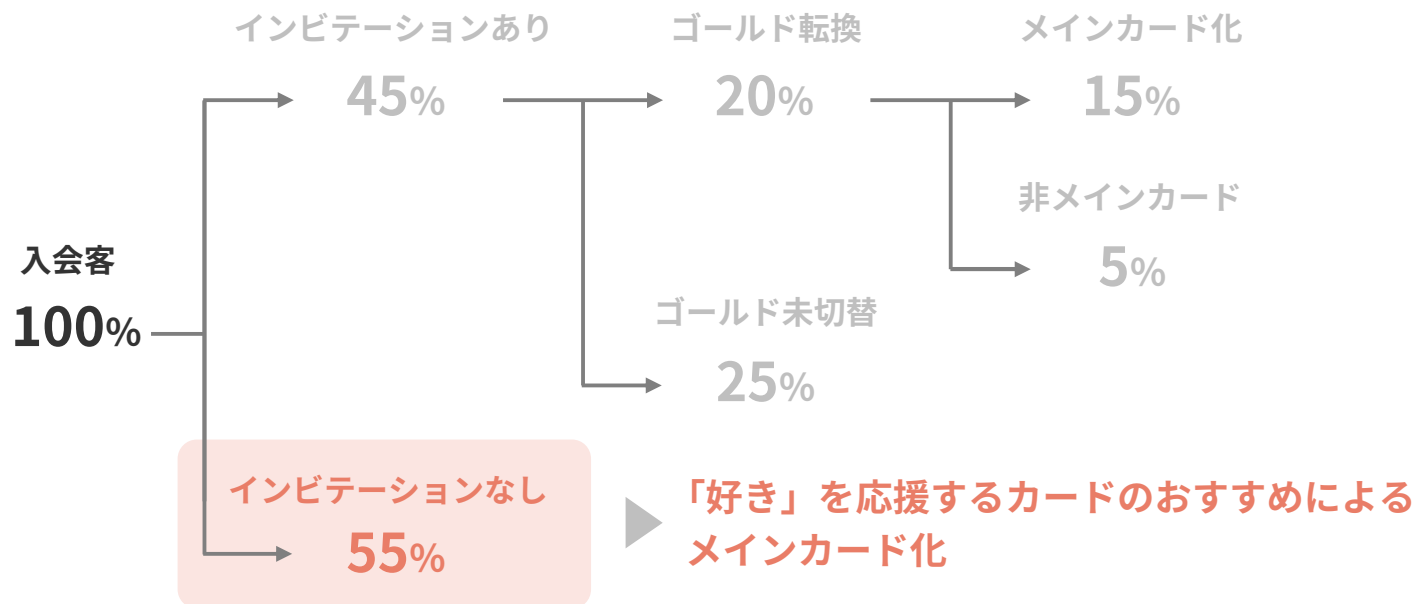 インビテーションあり
45%
ゴールド転換
20%
メインカード化
15%
非メインカード
5%
入会客
100%
ゴールド未切替
25%
インビテーションなし
55%
「好き」を応援するカードのおすすめによる
メインカード化